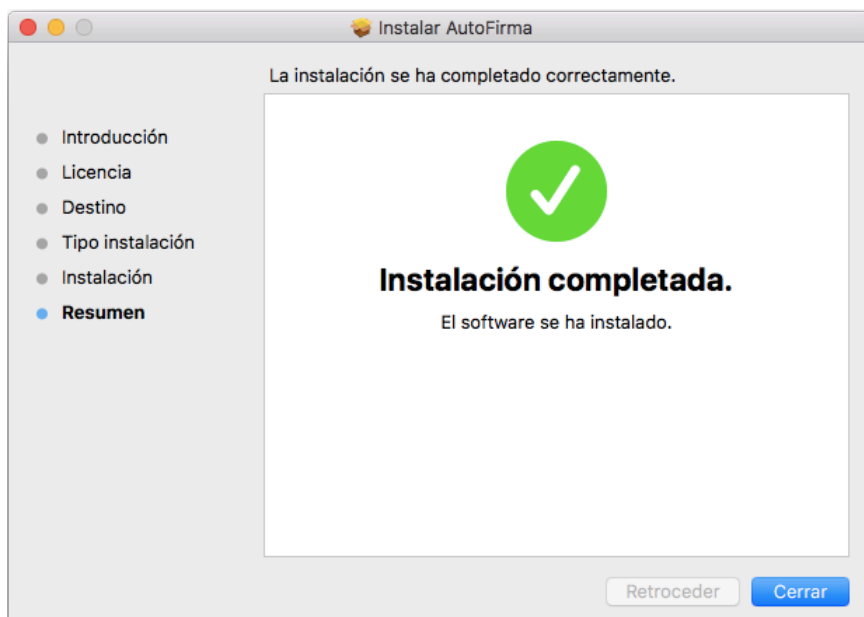 Instalar AutoFirma
La instalación se ha completado correctamente.
Introducción
Licencia
Destino
Tipo instalación
Instalación
Resumen
Instalación completada.
El software se ha instalado.
Retroceder
Cerrar